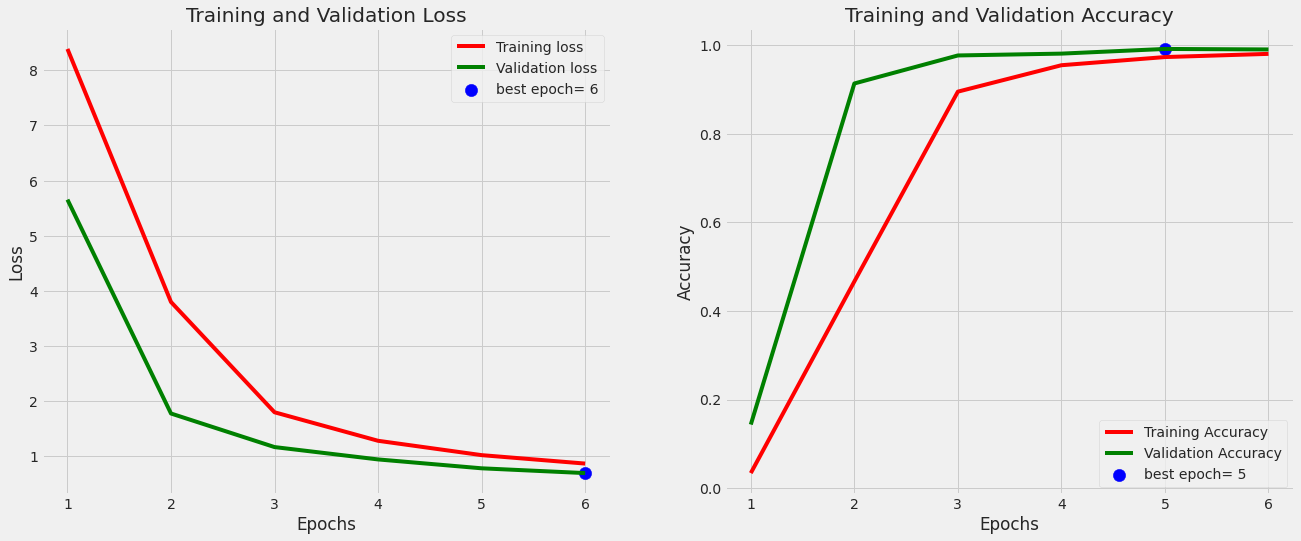 Training and Validation Loss
Training loss
Validation loss
best epoch= 6
8
7
6
5
4
3
2
1
Loss
1 2 3 4 5 6
Epochs
Training and Validation Accuracy
1.0
0.8
0.6
0.4
0.2
0.0
Accuracy
Training Accuracy
Validation Accuracy
best epoch= 5
1 2 3 4 5 6
Epochs